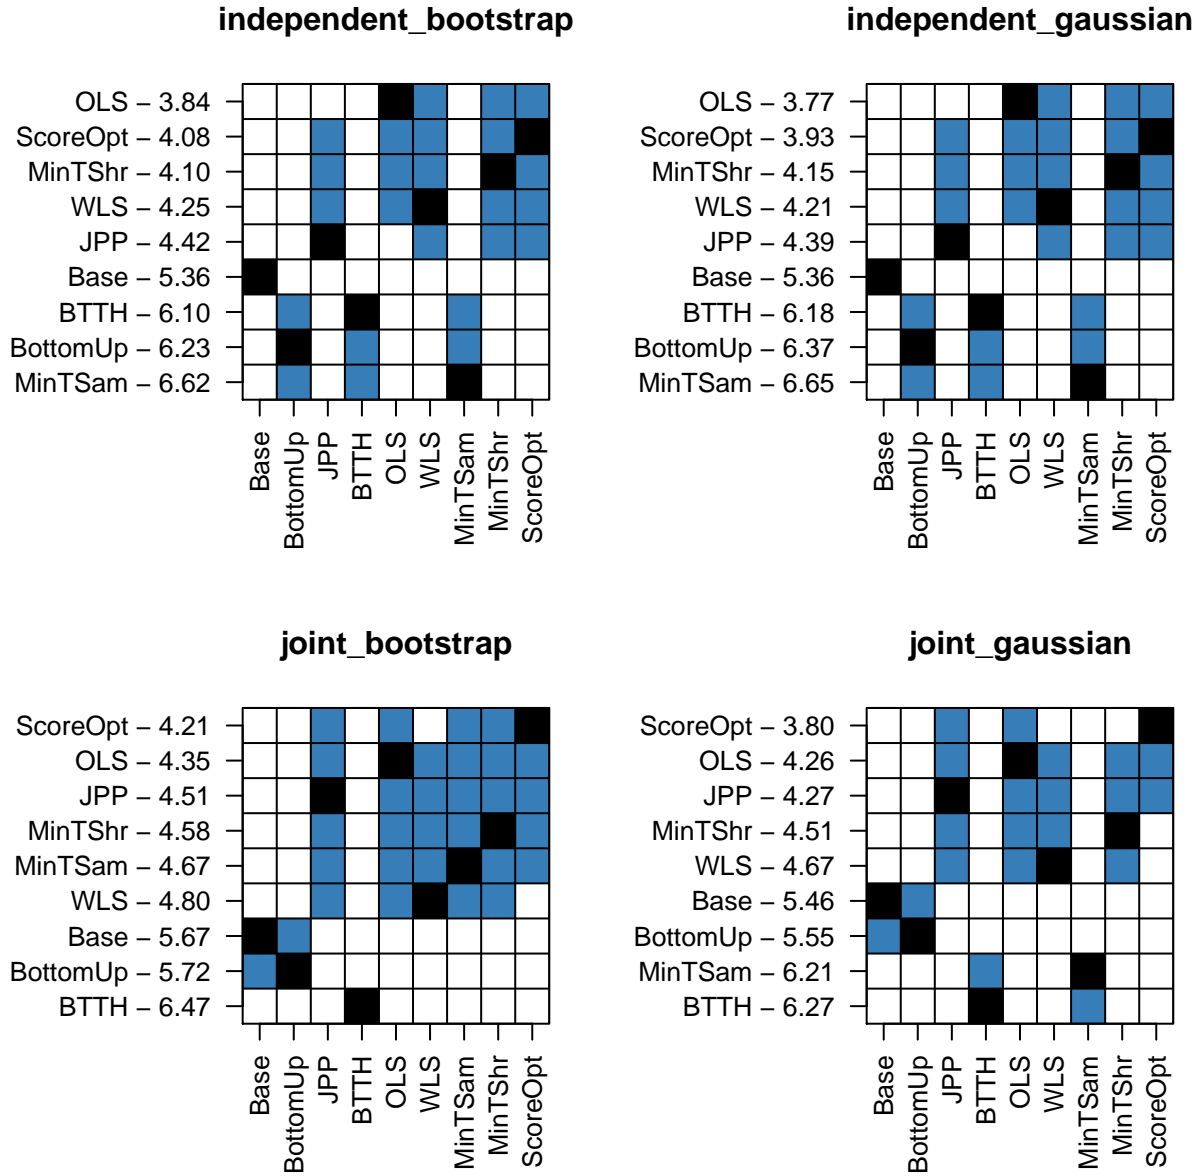 independent_bootstrap
OLS − 3.84
ScoreOpt − 4.08
MinTShr − 4.10
WLS − 4.25
JPP − 4.42
Base − 5.36
BTTH − 6.10
BottomUp − 6.23
MinTSam − 6.62
Base
BottomUp
JPP
BTTH
OLS
WLS
MinTSam
MinTShr
ScoreOpt
independent_gaussian
OLS − 3.77
ScoreOpt − 3.93
MinTShr − 4.15
WLS − 4.21
JPP − 4.39
Base − 5.36
BTTH − 6.18
BottomUp − 6.37
MinTSam − 6.65
Base
BottomUp
JPP
BTTH
OLS
WLS
MinTSam
MinTShr
ScoreOpt
joint_bootstrap
ScoreOpt − 4.21
OLS − 4.35
JPP − 4.51
MinTShr − 4.58
MinTSam − 4.67
WLS − 4.80
Base − 5.67
BottomUp − 5.72
BTTH − 6.47
Base
BottomUp
JPP
BTTH
OLS
WLS
MinTSam
MinTShr
ScoreOpt
joint_gaussian
ScoreOpt − 3.80
OLS − 4.26
JPP − 4.27
MinTShr − 4.51
WLS − 4.67
Base − 5.46
BottomUp − 5.55
MinTSam − 6.21
BTTH − 6.27
Base
BottomUp
JPP
BTTH
OLS
WLS
MinTSam
MinTShr
ScoreOpt